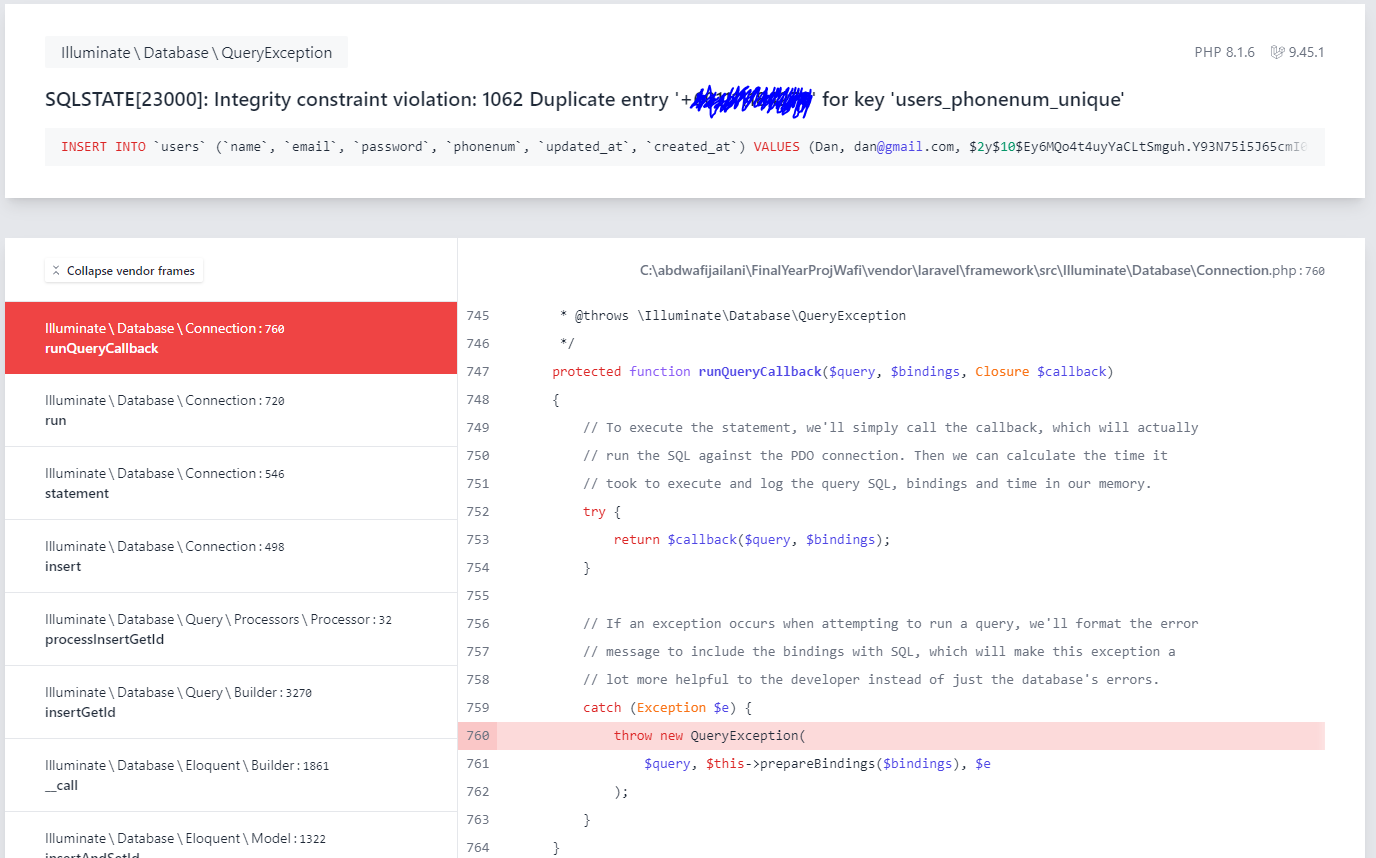 Illuminate\Database\QueryException
PHP 8.1.6 9.45.1
SQLSTATE[23000]: Integrity constraint violation: 1062 Duplicate entry '+ ' for key 'users_phonenum_unique'
INSERT INTO `users` (`name`, `email`, `password`, `phonenum`, `updated_at`, `created_at`) VALUES (Dan, dan@gmail.com, $2y$10$Ey6MQo4t4uyYaCLtSmguh.Y93N75i5J65cmI0
Collapse vendor frames
C:\abdwafijailani\FinalYearProjWafi\vendor\laravel\framework\src\Illuminate\Database\Connection.php:760
Illuminate\Database\Connection:760
runQueryCallback
Illuminate\Database\Connection:720
run
Illuminate\Database\Connection:546
statement
Illuminate\Database\Connection:498
insert
Illuminate\Database\Query\Processors\Processor:32
processInsertGetId
Illuminate\Database\Query\Builder:3270
insertGetId
Illuminate\Database\Eloquent\Builder:1861
__call
Illuminate\Database\Eloquent\Model:1322
insertAndSetId
745 * @throws \Illuminate\Database\QueryException
746 */
747 protected function runQueryCallback($query, $bindings, Closure $callback)
748 {
749 // To execute the statement, we'll simply call the callback, which will actually
750 // run the SQL against the PDO connection. Then we can calculate the time it
751 // took to execute and log the query SQL, bindings and time in our memory.
752 try {
753 return $callback($query, $bindings);
754 }
755
756 // If an exception occurs when attempting to run a query, we'll format the error
757 // message to include the bindings with SQL, which will make this exception a
758 // lot more helpful to the developer instead of just the database's errors.
759 catch (Exception $e) {
760 throw new QueryException(
761 $query, $this->prepareBindings($bindings), $e
762 );
763 }
764 }